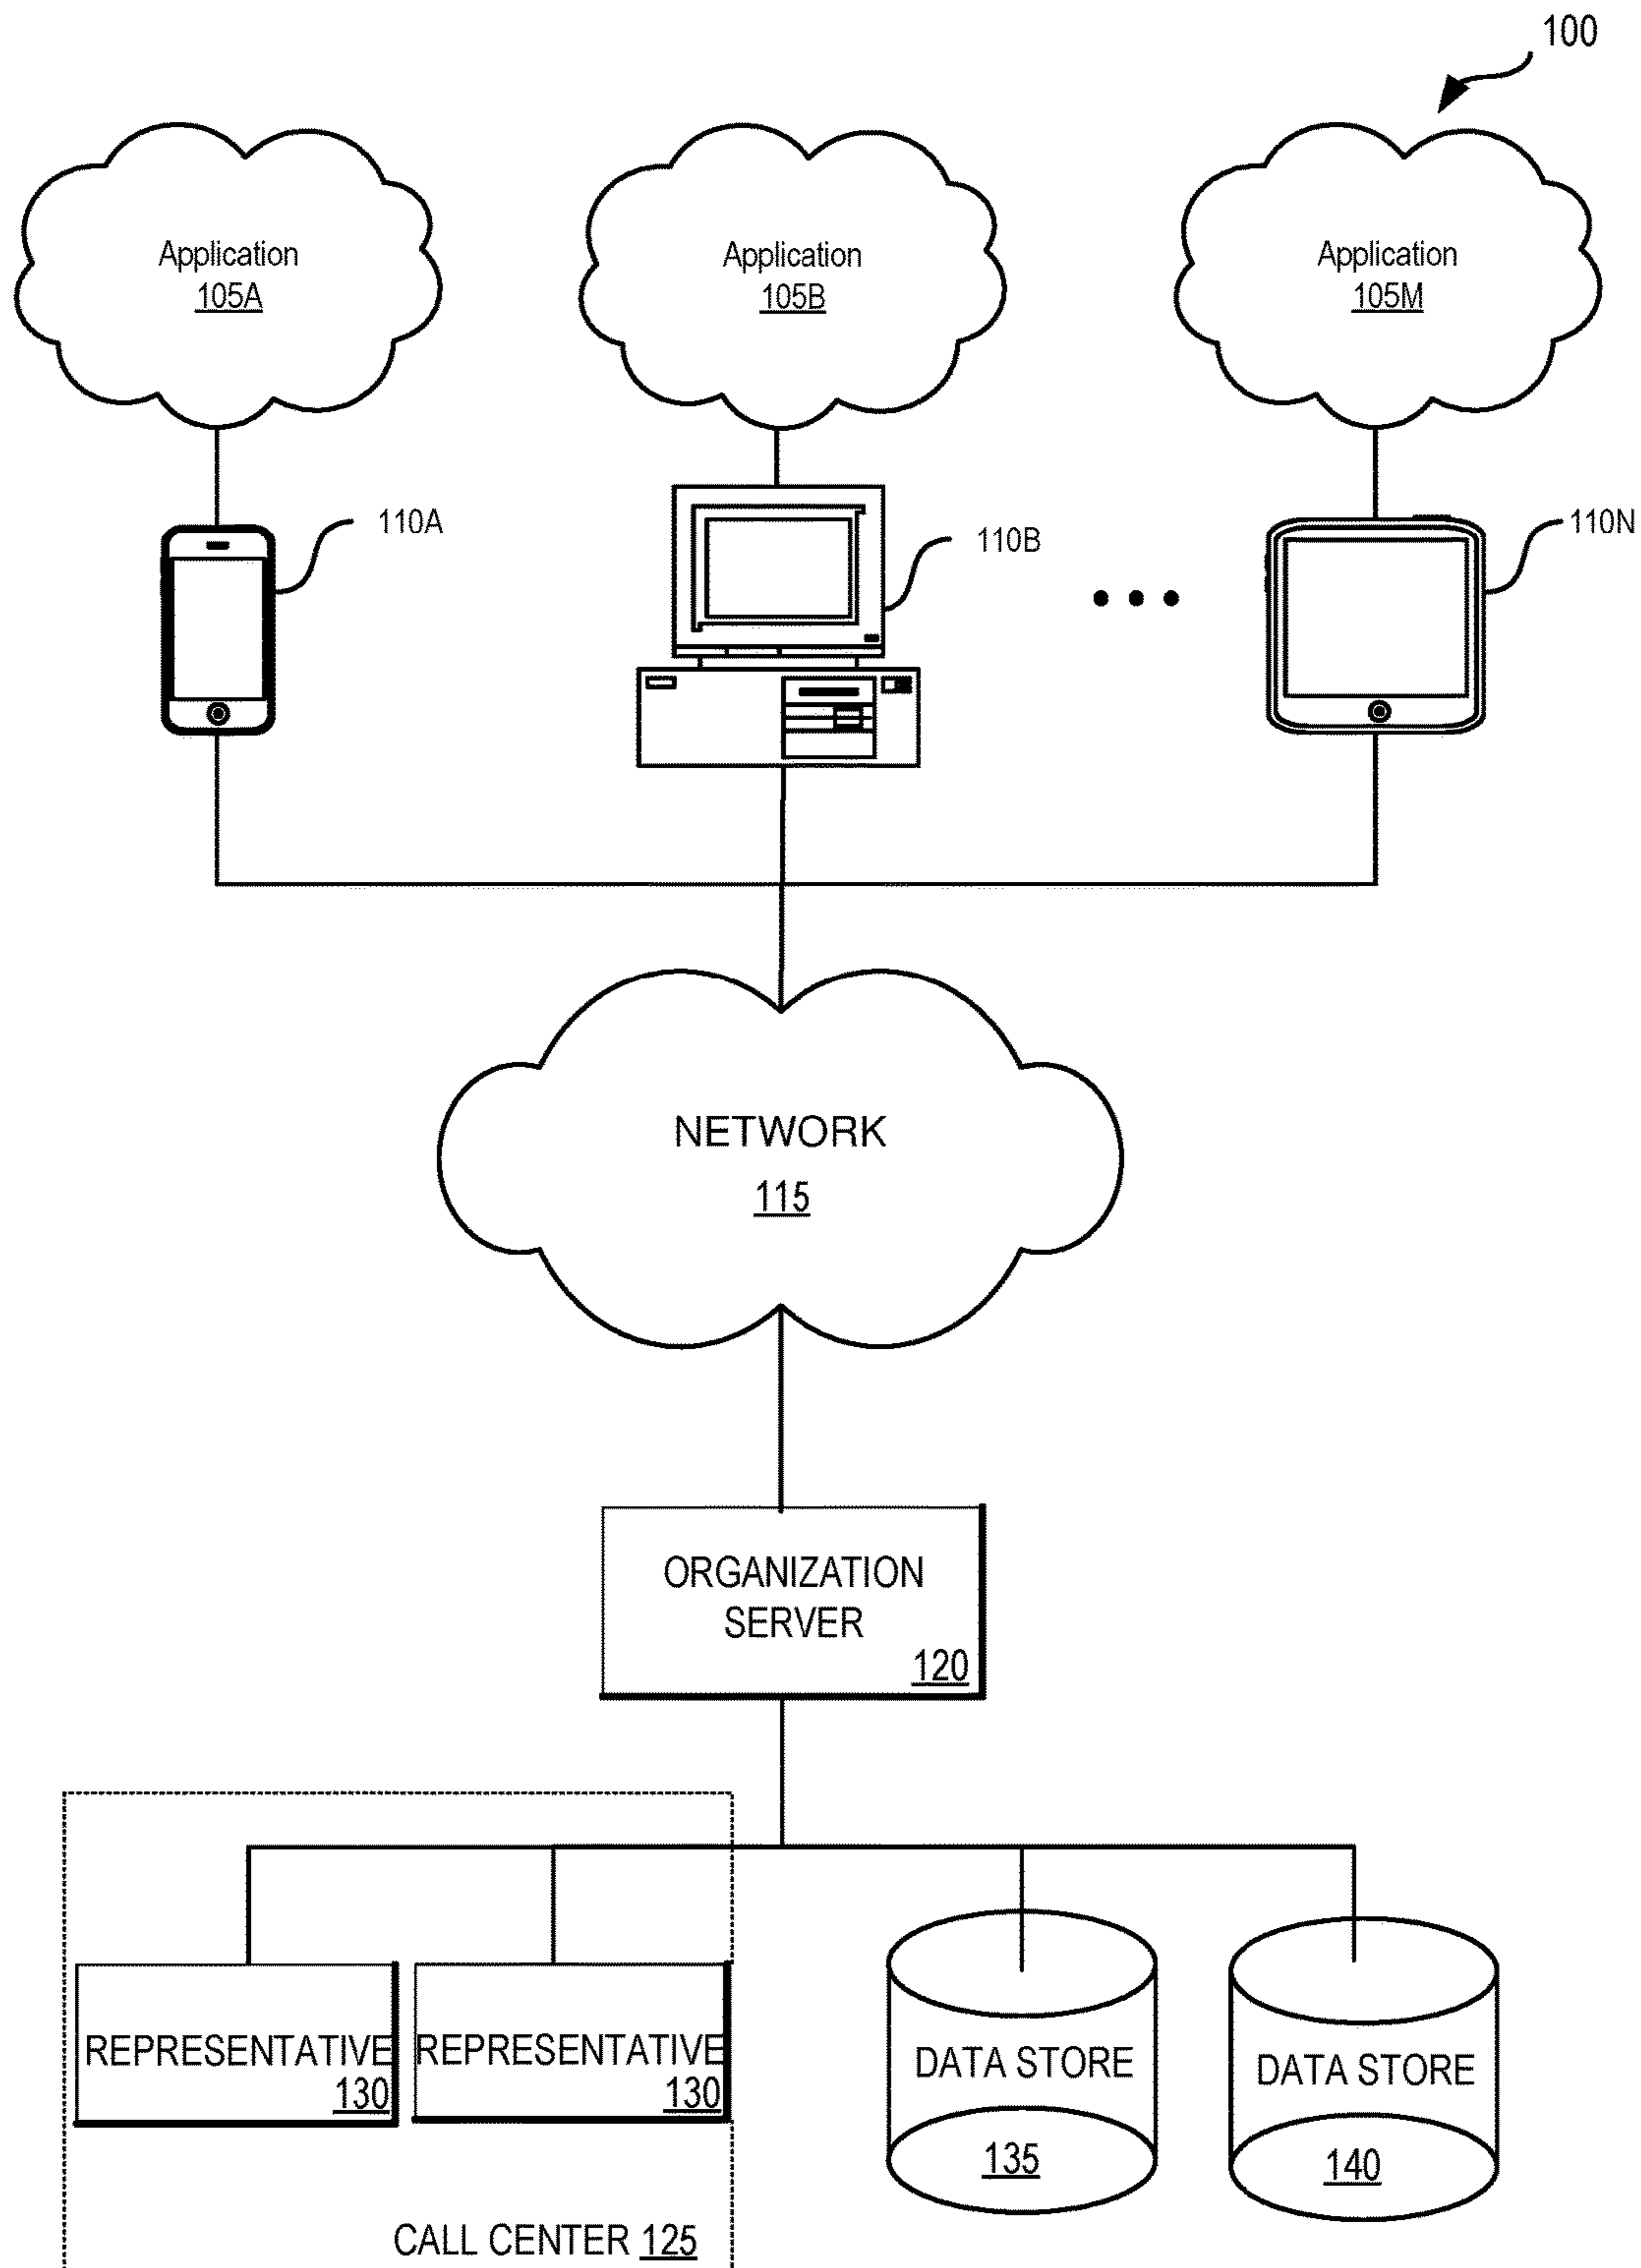 100
Application
105A
Application
105B
Application
105M
110A
110B
110N
NETWORK
115
ORGANIZATION
SERVER
120
REPRESENTATIVE
130
REPRESENTATIVE
130
DATA STORE
135
DATA STORE
140
CALL CENTER 125